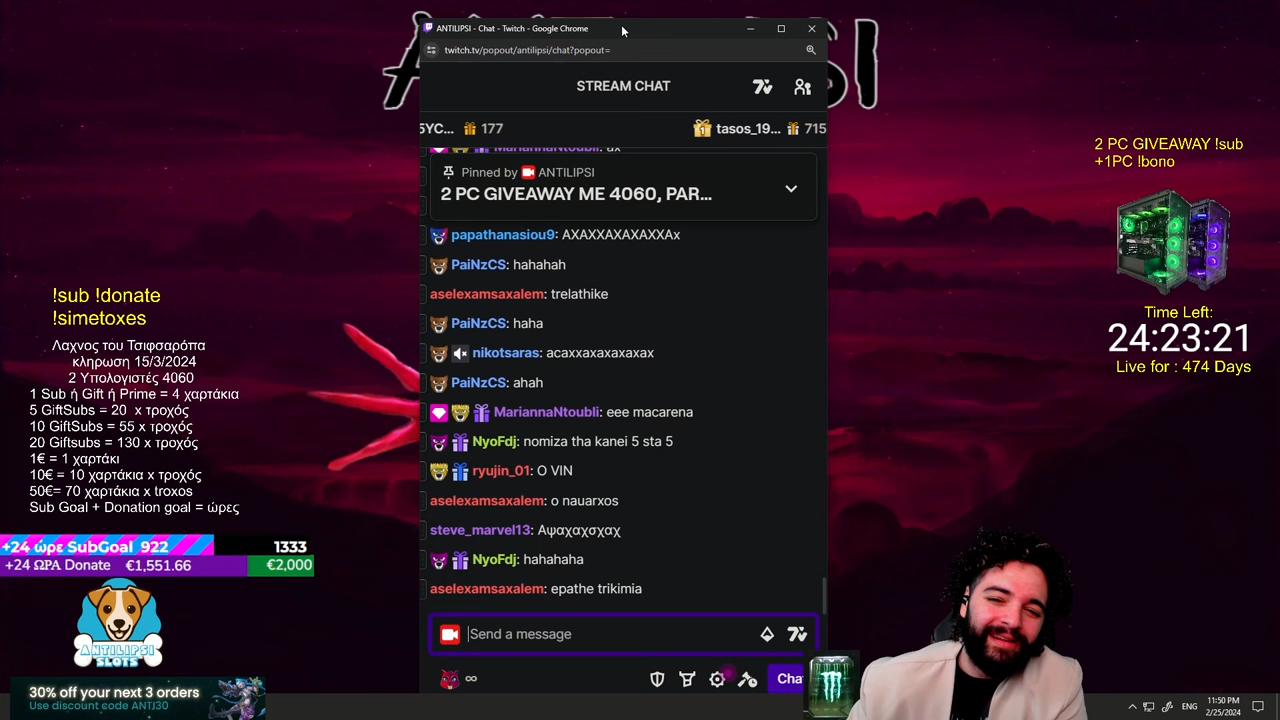 ANTILIPSI - Chat - Twitch - Google Chrome
twitch.tv/popout/antilipsi/chat?popout=
STREAM CHAT
5YC... 177 1 tasos_19... 715
MariannaNtoubli: ax
Pinned by ANTILIPSI
2 PC GIVEAWAY ME 4060, PAR...
papathanasiou9: AXAXXAXAXAXXAx
PaiNzCS: hahahah
aselexamsaxalem: trelathike
PaiNzCS: haha
nikotsaras: acaxxaxaxaxaxax
PaiNzCS: ahah
MariannaNtoubli: eee macarena
NyoFdj: nomiza tha kanei 5 sta 5
ryujin_01: O VIN
aselexamsaxalem: o nauarxos
steve_marvel13: Αψαχαχσχαχ
NyoFdj: hahahaha
aselexamsaxalem: epathe trikimia
Send a message
Cha
!sub !donate
!simetoxes
Λαχνος του Τσιφσαρόπα
κληρωση 15/3/2024
2 Υπολογιστές 4060
1 Sub ή Gift ή Prime = 4 χαρτάκια
5 GiftSubs = 20 x τροχός
10 GiftSubs = 55 x τροχός
20 Giftsubs = 130 x τροχός
1€ = 1 χαρτάκι
10€ = 10 χαρτάκια x τροχός
50€= 70 χαρτάκια x troxos
Sub Goal + Donation goal = ώρες
+24 ώρε SubGoal 922 1333
+24 ΩΡΑ Donate €1,551.66 €2,000
ANTILIPSI
SLOTS
30% off your next 3 orders
Use discount code ANTJ30
2 PC GIVEAWAY !sub
+1PC !bono
Time Left:
24:23:21
Live for : 474 Days
ENG
11:50 PM
2/25/2024